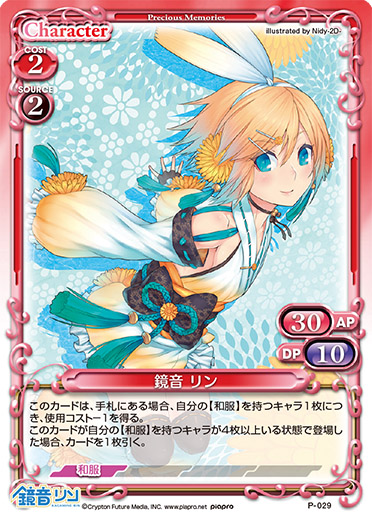 Precious Memories
Character
illustrated by Nidy-2D-
COST
2
SOURCE
2
30 AP
DP 10
鏡音 リン
このカードは、手札にある場合、自分の【和服】を持つキャラ1枚につ
き、使用コスト－1を得る。
このカードが自分の【和服】を持つキャラが4枚以上いる状態で登場し
た場合、カードを1枚引く。
和服
鏡音リン
KAGAMINE RIN
©Crypton Future Media, INC. www.piapro.net piapro
P-029